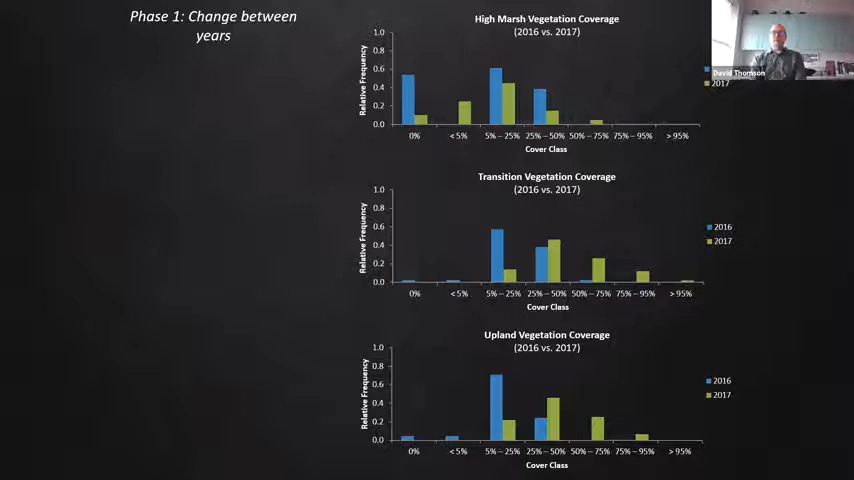 Phase 1: Change between
years
High Marsh Vegetation Coverage
(2016 vs. 2017)
David Thomson
2017
Relative Frequency
1.0
0.8
0.6
0.4
0.2
0.0
0% < 5% 5% – 25% 25% – 50% 50% – 75% 75% – 95% > 95%
Cover Class
Transition Vegetation Coverage
(2016 vs. 2017)
Relative Frequency
1.0
0.8
0.6
0.4
0.2
0.0
2016
2017
0% < 5% 5% – 25% 25% – 50% 50% – 75% 75% – 95% > 95%
Cover Class
Upland Vegetation Coverage
(2016 vs. 2017)
Relative Frequency
1.0
0.8
0.6
0.4
0.2
0.0
2016
2017
0% < 5% 5% – 25% 25% – 50% 50% – 75% 75% – 95% > 95%
Cover Class